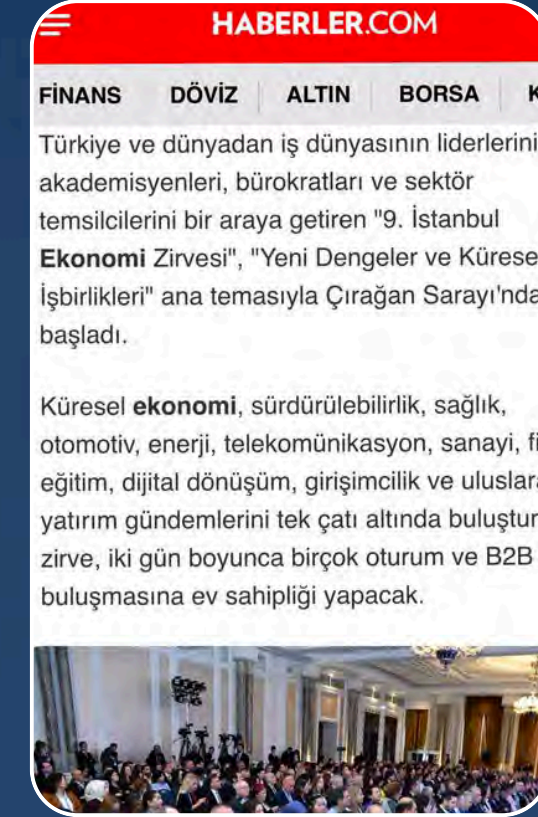 HABERLER.COM
FİNANS DÖVİZ ALTIN BORSA
Türkiye ve dünyadan iş dünyasının liderlerini
akademisyenleri, bürokratları ve sektör
temsilcilerini bir araya getiren "9. İstanbul
Ekonomi Zirvesi", "Yeni Dengeler ve Küresel
İşbirlikleri" ana temasıyla Çırağan Sarayı'nda
başladı.
Küresel ekonomi, sürdürülebilirlik, sağlık,
otomotiv, enerji, telekomünikasyon, sanayi,
eğitim, dijital dönüşüm, girişimcilik ve
yatırım gündemlerini tek çatı altında
zirve, iki gün boyunca birçok oturum ve B2B
buluşmasına ev sahipliği yapacak.